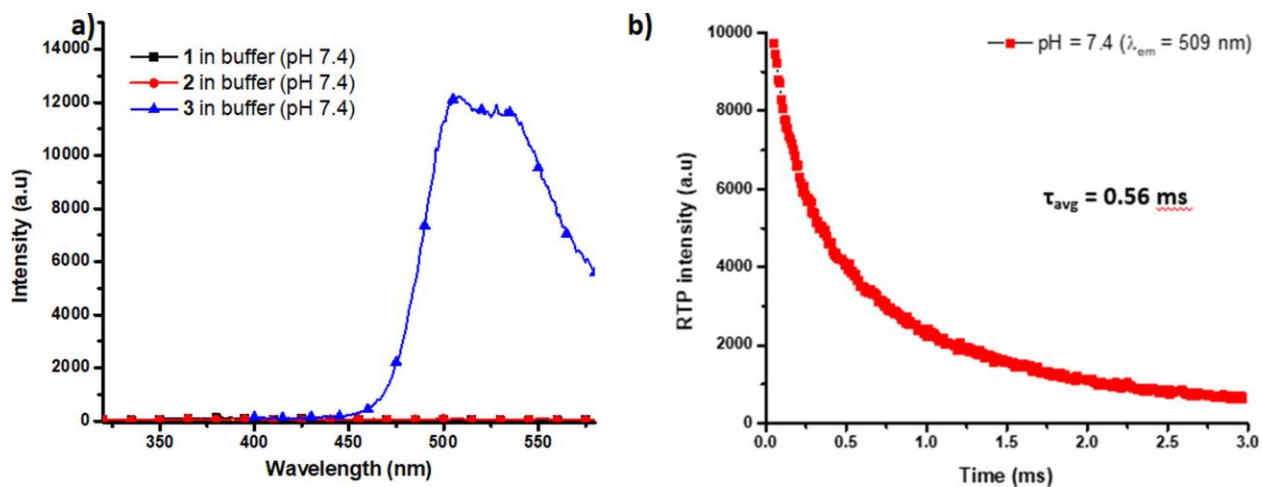 a)
14000
12000
10000
8000
6000
4000
2000
0
Intensity (a.u)
1 in buffer (pH 7.4)
2 in buffer (pH 7.4)
3 in buffer (pH 7.4)
350 400 450 500 550
Wavelength (nm)
b)
10000
8000
6000
4000
2000
0
RTP intensity (a.u)
pH = 7.4 (λem = 509 nm)
τavg = 0.56 ms
0.0 0.5 1.0 1.5 2.0 2.5 3.0
Time (ms)